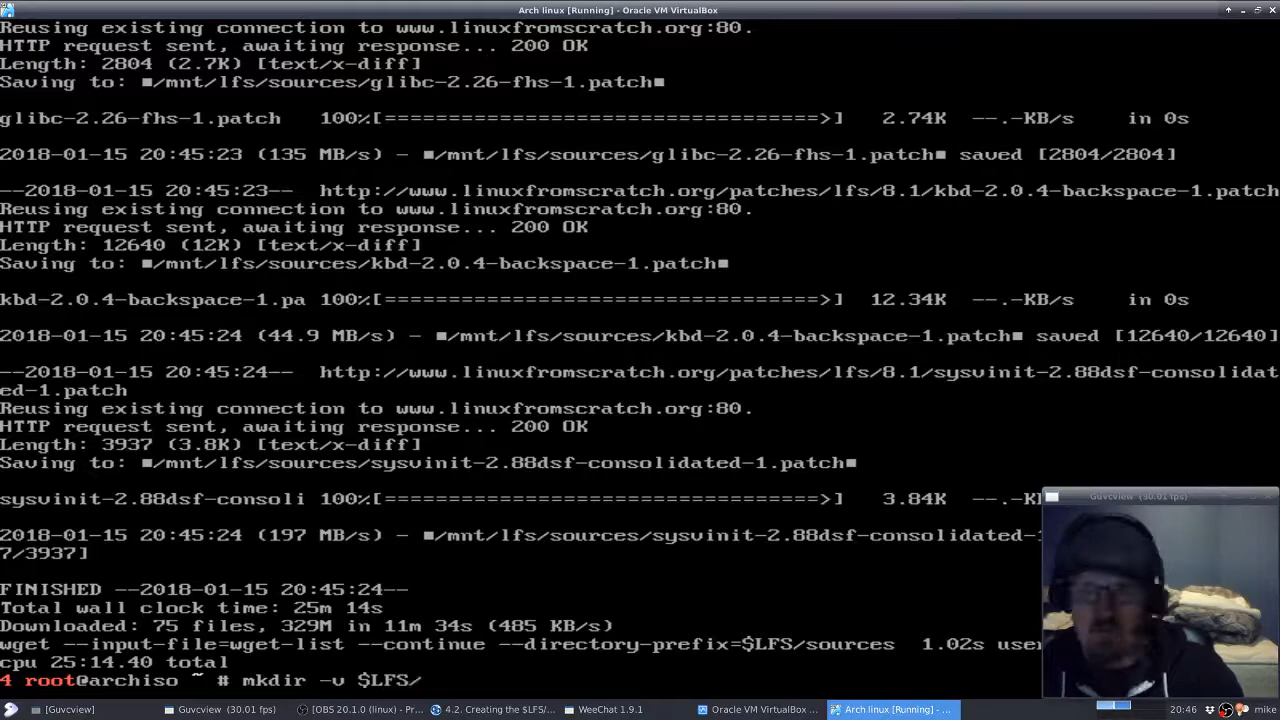 Arch linux [Running] - Oracle VM VirtualBox
Reusing existing connection to www.linuxfromscratch.org:80.
HTTP request sent, awaiting response... 200 OK
Length: 2804 (2.7K) [text/x-diff]
Saving to: ■/mnt/lfs/sources/glibc-2.26-fhs-1.patch■
glibc-2.26-fhs-1.patch 100%[==========================================>] 2.74K --.-KB/s in 0s
2018-01-15 20:45:23 (135 MB/s) - ■/mnt/lfs/sources/glibc-2.26-fhs-1.patch■ saved [2804/2804]
--2018-01-15 20:45:23-- http://www.linuxfromscratch.org/patches/lfs/8.1/kbd-2.0.4-backspace-1.patch
Reusing existing connection to www.linuxfromscratch.org:80.
HTTP request sent, awaiting response... 200 OK
Length: 12640 (12K) [text/x-diff]
Saving to: ■/mnt/lfs/sources/kbd-2.0.4-backspace-1.patch■
kbd-2.0.4-backspace-1.pa 100%[==========================================>] 12.34K --.-KB/s in 0s
2018-01-15 20:45:24 (44.9 MB/s) - ■/mnt/lfs/sources/kbd-2.0.4-backspace-1.patch■ saved [12640/12640]
--2018-01-15 20:45:24-- http://www.linuxfromscratch.org/patches/lfs/8.1/sysvinit-2.88dsf-consolidat
ed-1.patch
Reusing existing connection to www.linuxfromscratch.org:80.
HTTP request sent, awaiting response... 200 OK
Length: 3937 (3.8K) [text/x-diff]
Saving to: ■/mnt/lfs/sources/sysvinit-2.88dsf-consolidated-1.patch■
sysvinit-2.88dsf-consoli 100%[==========================================>] 3.84K --.-K
Guvcview (30.01 fps)
2018-01-15 20:45:24 (197 MB/s) - ■/mnt/lfs/sources/sysvinit-2.88dsf-consolidated-
7/3937]
FINISHED --2018-01-15 20:45:24--
Total wall clock time: 25m 14s
Downloaded: 75 files, 329M in 11m 34s (485 KB/s)
wget --input-file=wget-list --continue --directory-prefix=$LFS/sources 1.02s use
cpu 25:14.40 total
4 root@archiso ~ # mkdir -v $LFS/
[Guvcview] Guvcview (30.01 fps) [OBS 20.1.0 (linux) - Pr... 4.2. Creating the $LFS/... WeeChat 1.9.1 Oracle VM VirtualBox ... Arch linux [Running] - ... 20:46 mike